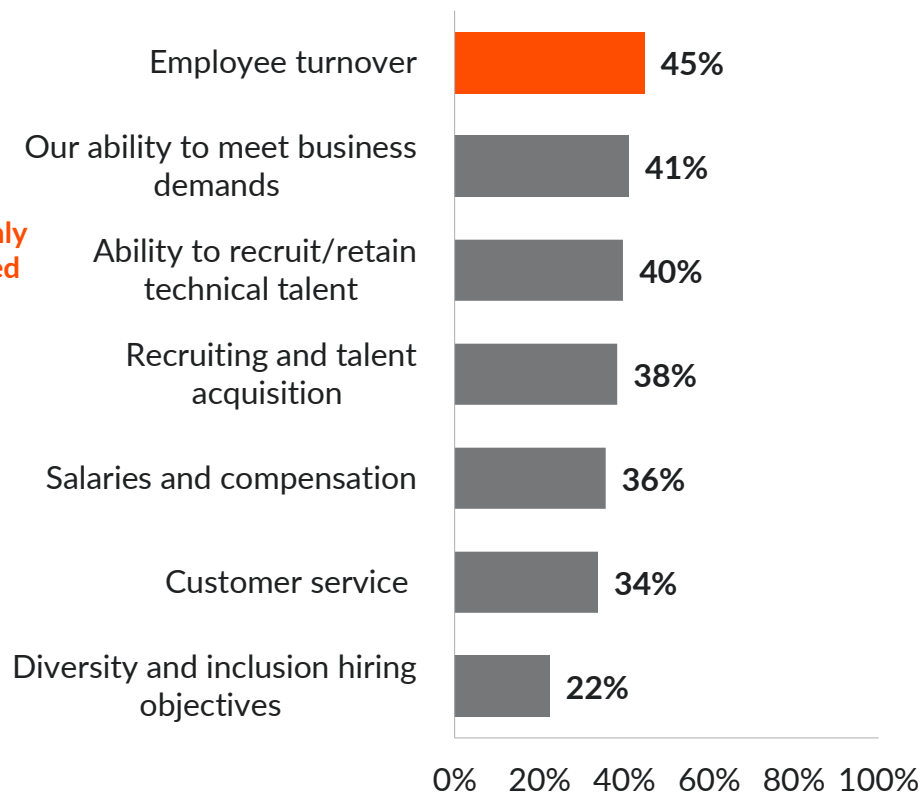 Employee turnover
45%
Our ability to meet business
demands
41%
Ability to recruit/retain
technical talent
40%
Recruiting and talent
acquisition
38%
Salaries and compensation
36%
Customer service
34%
Diversity and inclusion hiring
objectives
22%
0% 20% 40% 60% 80% 100%